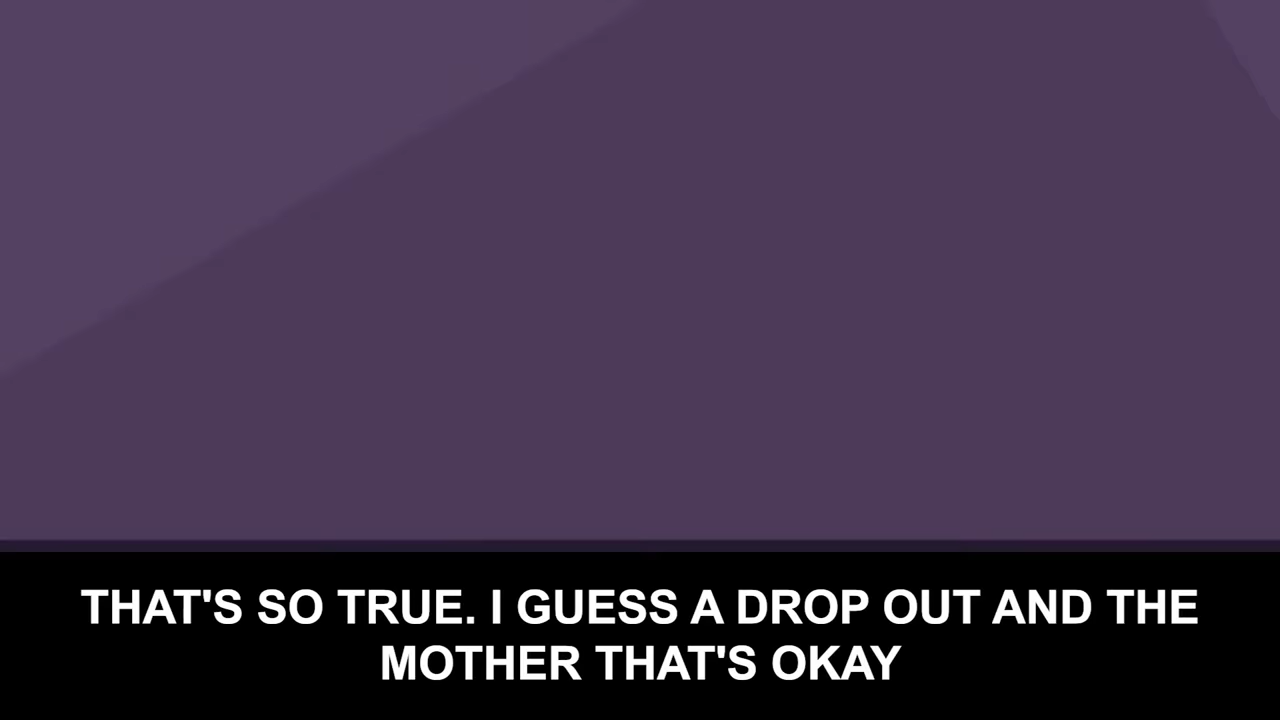 THAT'S SO TRUE. I GUESS A DROP OUT AND THE
MOTHER THAT'S OKAY